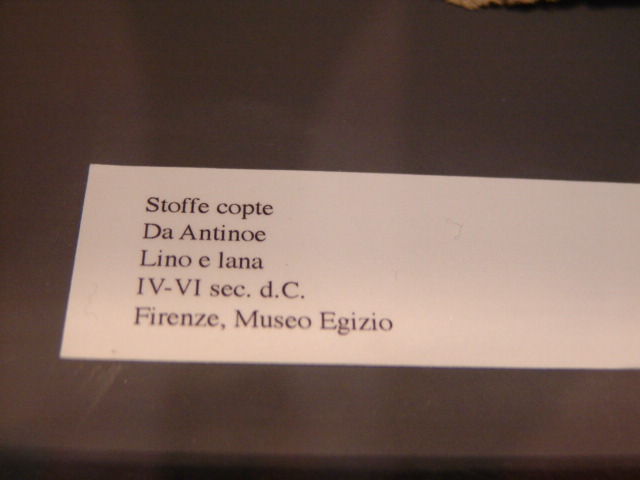 Stoffe copte
Da Antinoe
Lino e lana
IV-VI sec. d.C.
Firenze, Museo Egizio